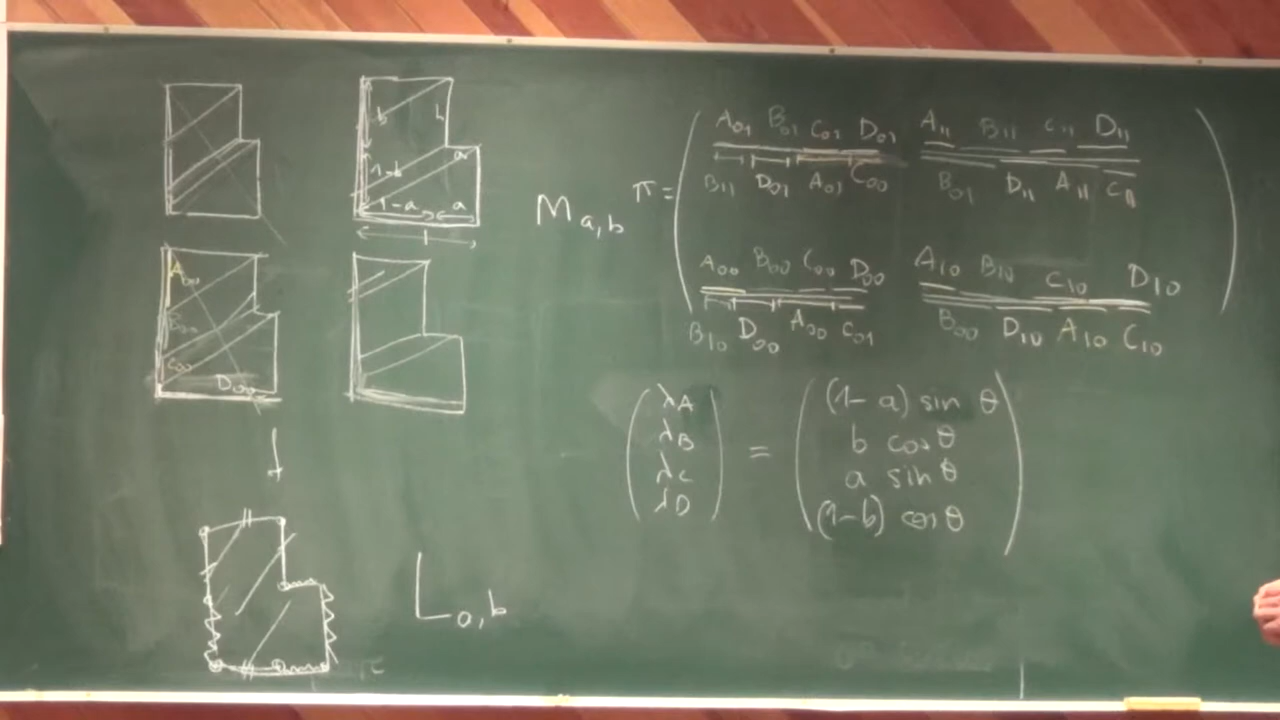 b b
1-b a
1-a a
1
M a,b
π =
A₀₁ B₀₁ C₀₁ D₀₁ A₁₁ B₁₁ C₁₁ D₁₁
B₁₁ D₀₁ A₀₁ C₀₀ B₀₁ D₁₁ A₁₁ C₁₁
A₀₀ B₀₀ C₀₀ D₀₀ A₁₀ B₁₀ C₁₀ D₁₀
B₁₀ D₀₀ A₀₀ C₀₁ B₀₀ D₁₀ A₁₀ C₁₀
A₀₀
B₀₀
C₀₀
D₀₀
λA = (1-a) sin θ
λB b cos θ
λC a sin θ
λD (1-b) cos θ
L a,b